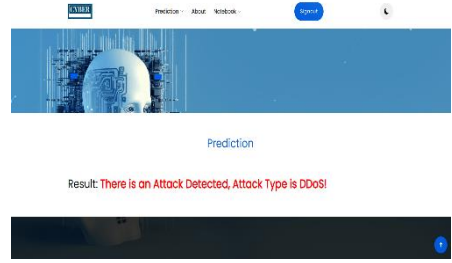 CYBER
Prediction About Notebook Signout
Prediction
Result: There is an Attack Detected, Attack Type is DDoS!